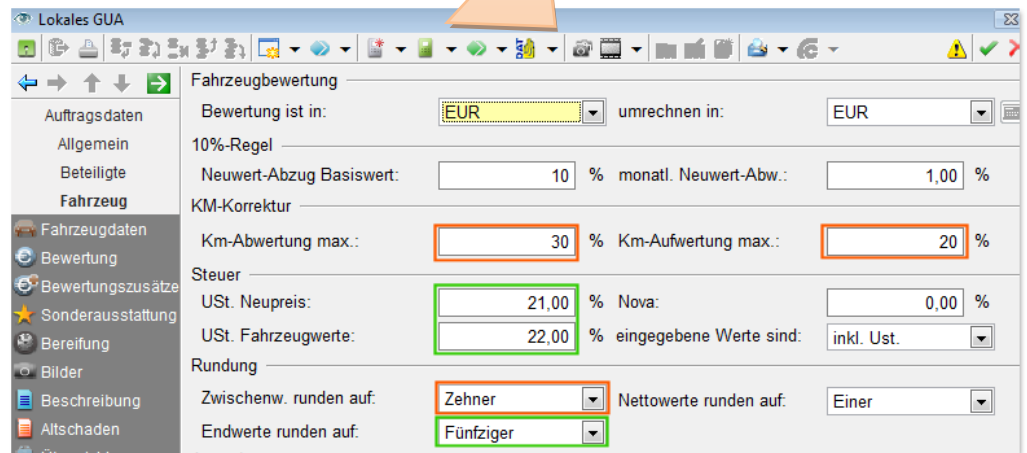 Lokales GUA
Auftragsdaten
Allgemein
Beteiligte
Fahrzeug
Fahrzeugdaten
Bewertung
Bewertungszusätze
Sonderausstattung
Bereifung
Bilder
Beschreibung
Altschaden
Fahrzeugbewertung
Bewertung ist in: EUR umrechnen in: EUR
10%-Regel
Neuwert-Abzug Basiswert: 10 % monatl. Neuwert-Abw.: 1,00 %
KM-Korrektur
Km-Abwertung max.: 30 % Km-Aufwertung max.: 20 %
Steuer
USt. Neupreis: 21,00 % Nova: 0,00 %
USt. Fahrzeugwerte: 22,00 % eingegebene Werte sind: inkl. Ust.
Rundung
Zwischenw. runden auf: Zehner Nettowerte runden auf: Einer
Endwerte runden auf: Fünfziger